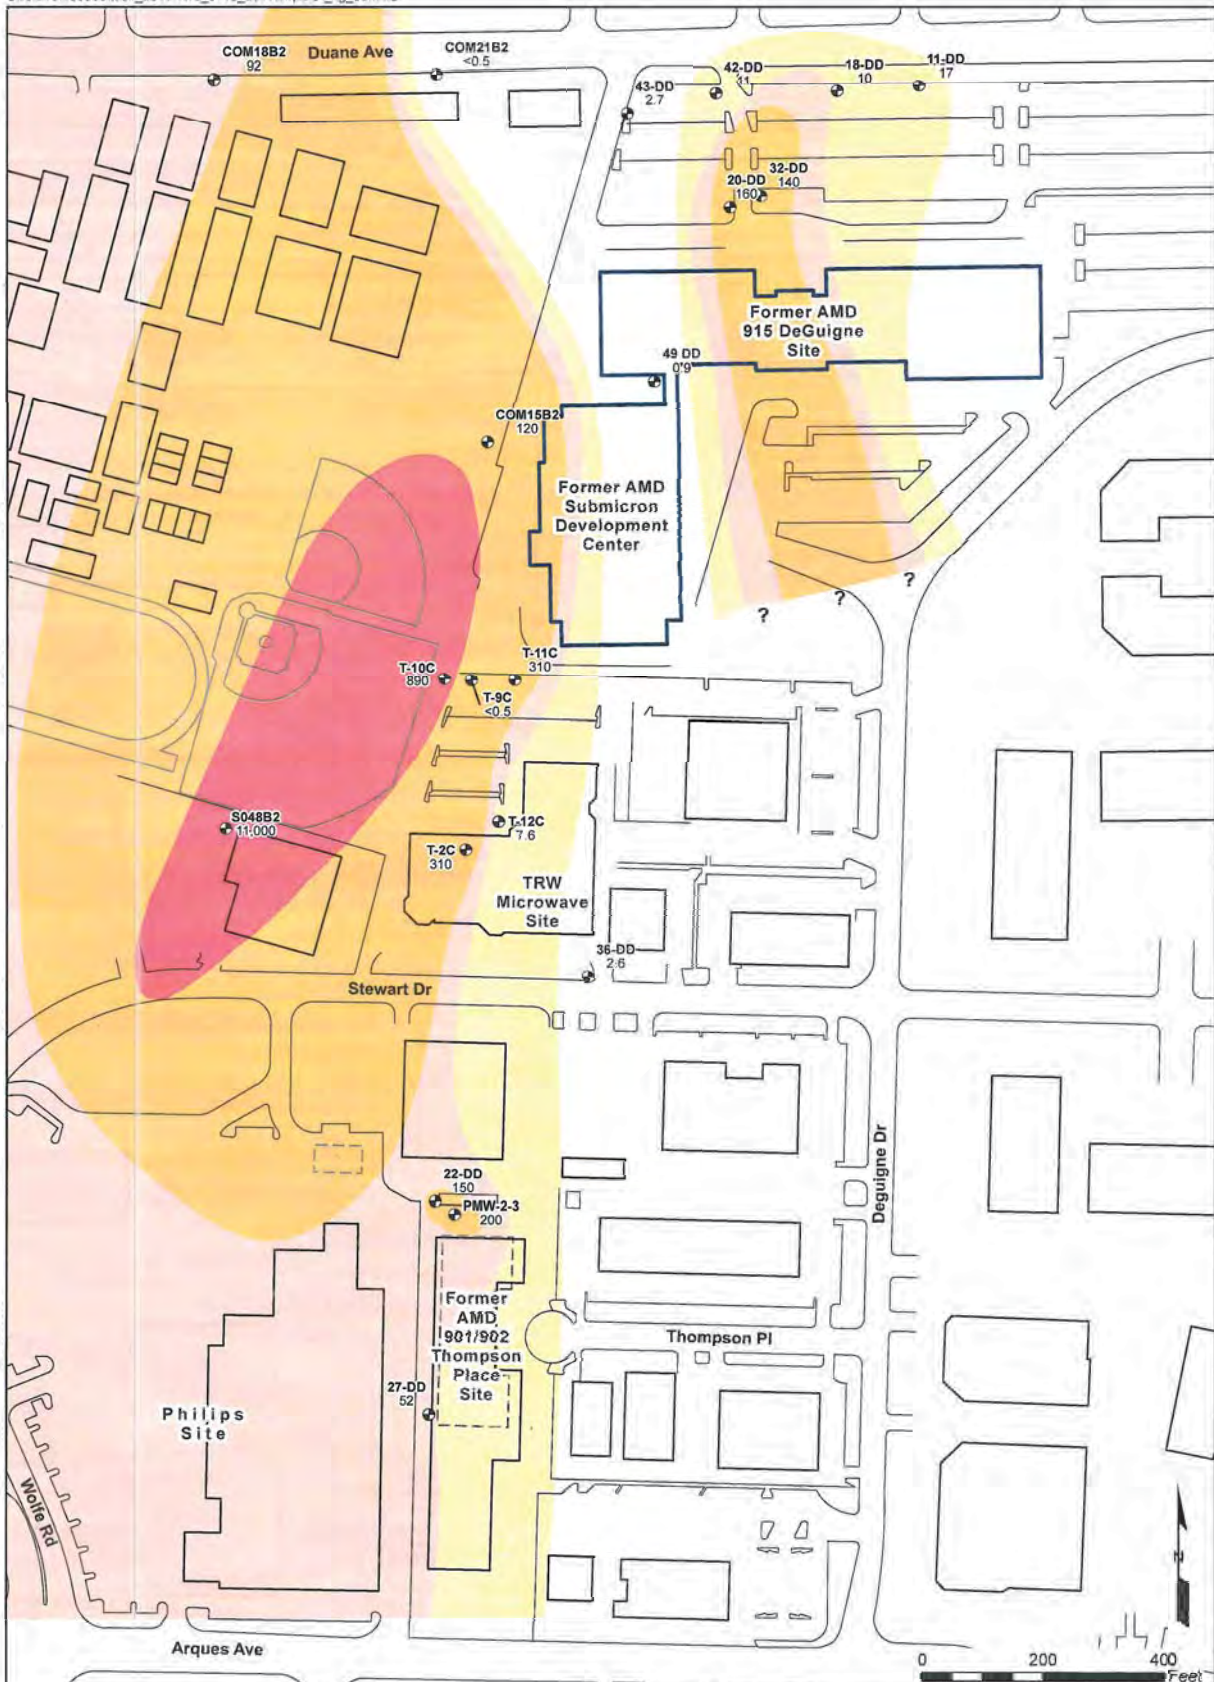 COM18B2
92
Duane Ave
COM21B2
<0.5
42-DD
11
18-DD
10
11-DD
17
43-DD
2.7
32-DD
140
20-DD
160
Former AMD
915 DeGuigne
Site
49 DD
0.9
COM15B2
120
Former AMD
Submicron
Development
Center
?
?
?
T-11C
310
T-10C
890
T-9C
<0.5
S048B2
11,000
T-12C
7.6
T-2C
310
TRW
Microwave
Site
36-DD
2.6
Stewart Dr
22-DD
150
PMW-2-3
200
Deguigne Dr
Former
AMD
901/902
Thompson
Place
Site
Thompson Pl
27-DD
52
Philips
Site
Wolfe Rd
N
Arques Ave
0 200 400
Feet